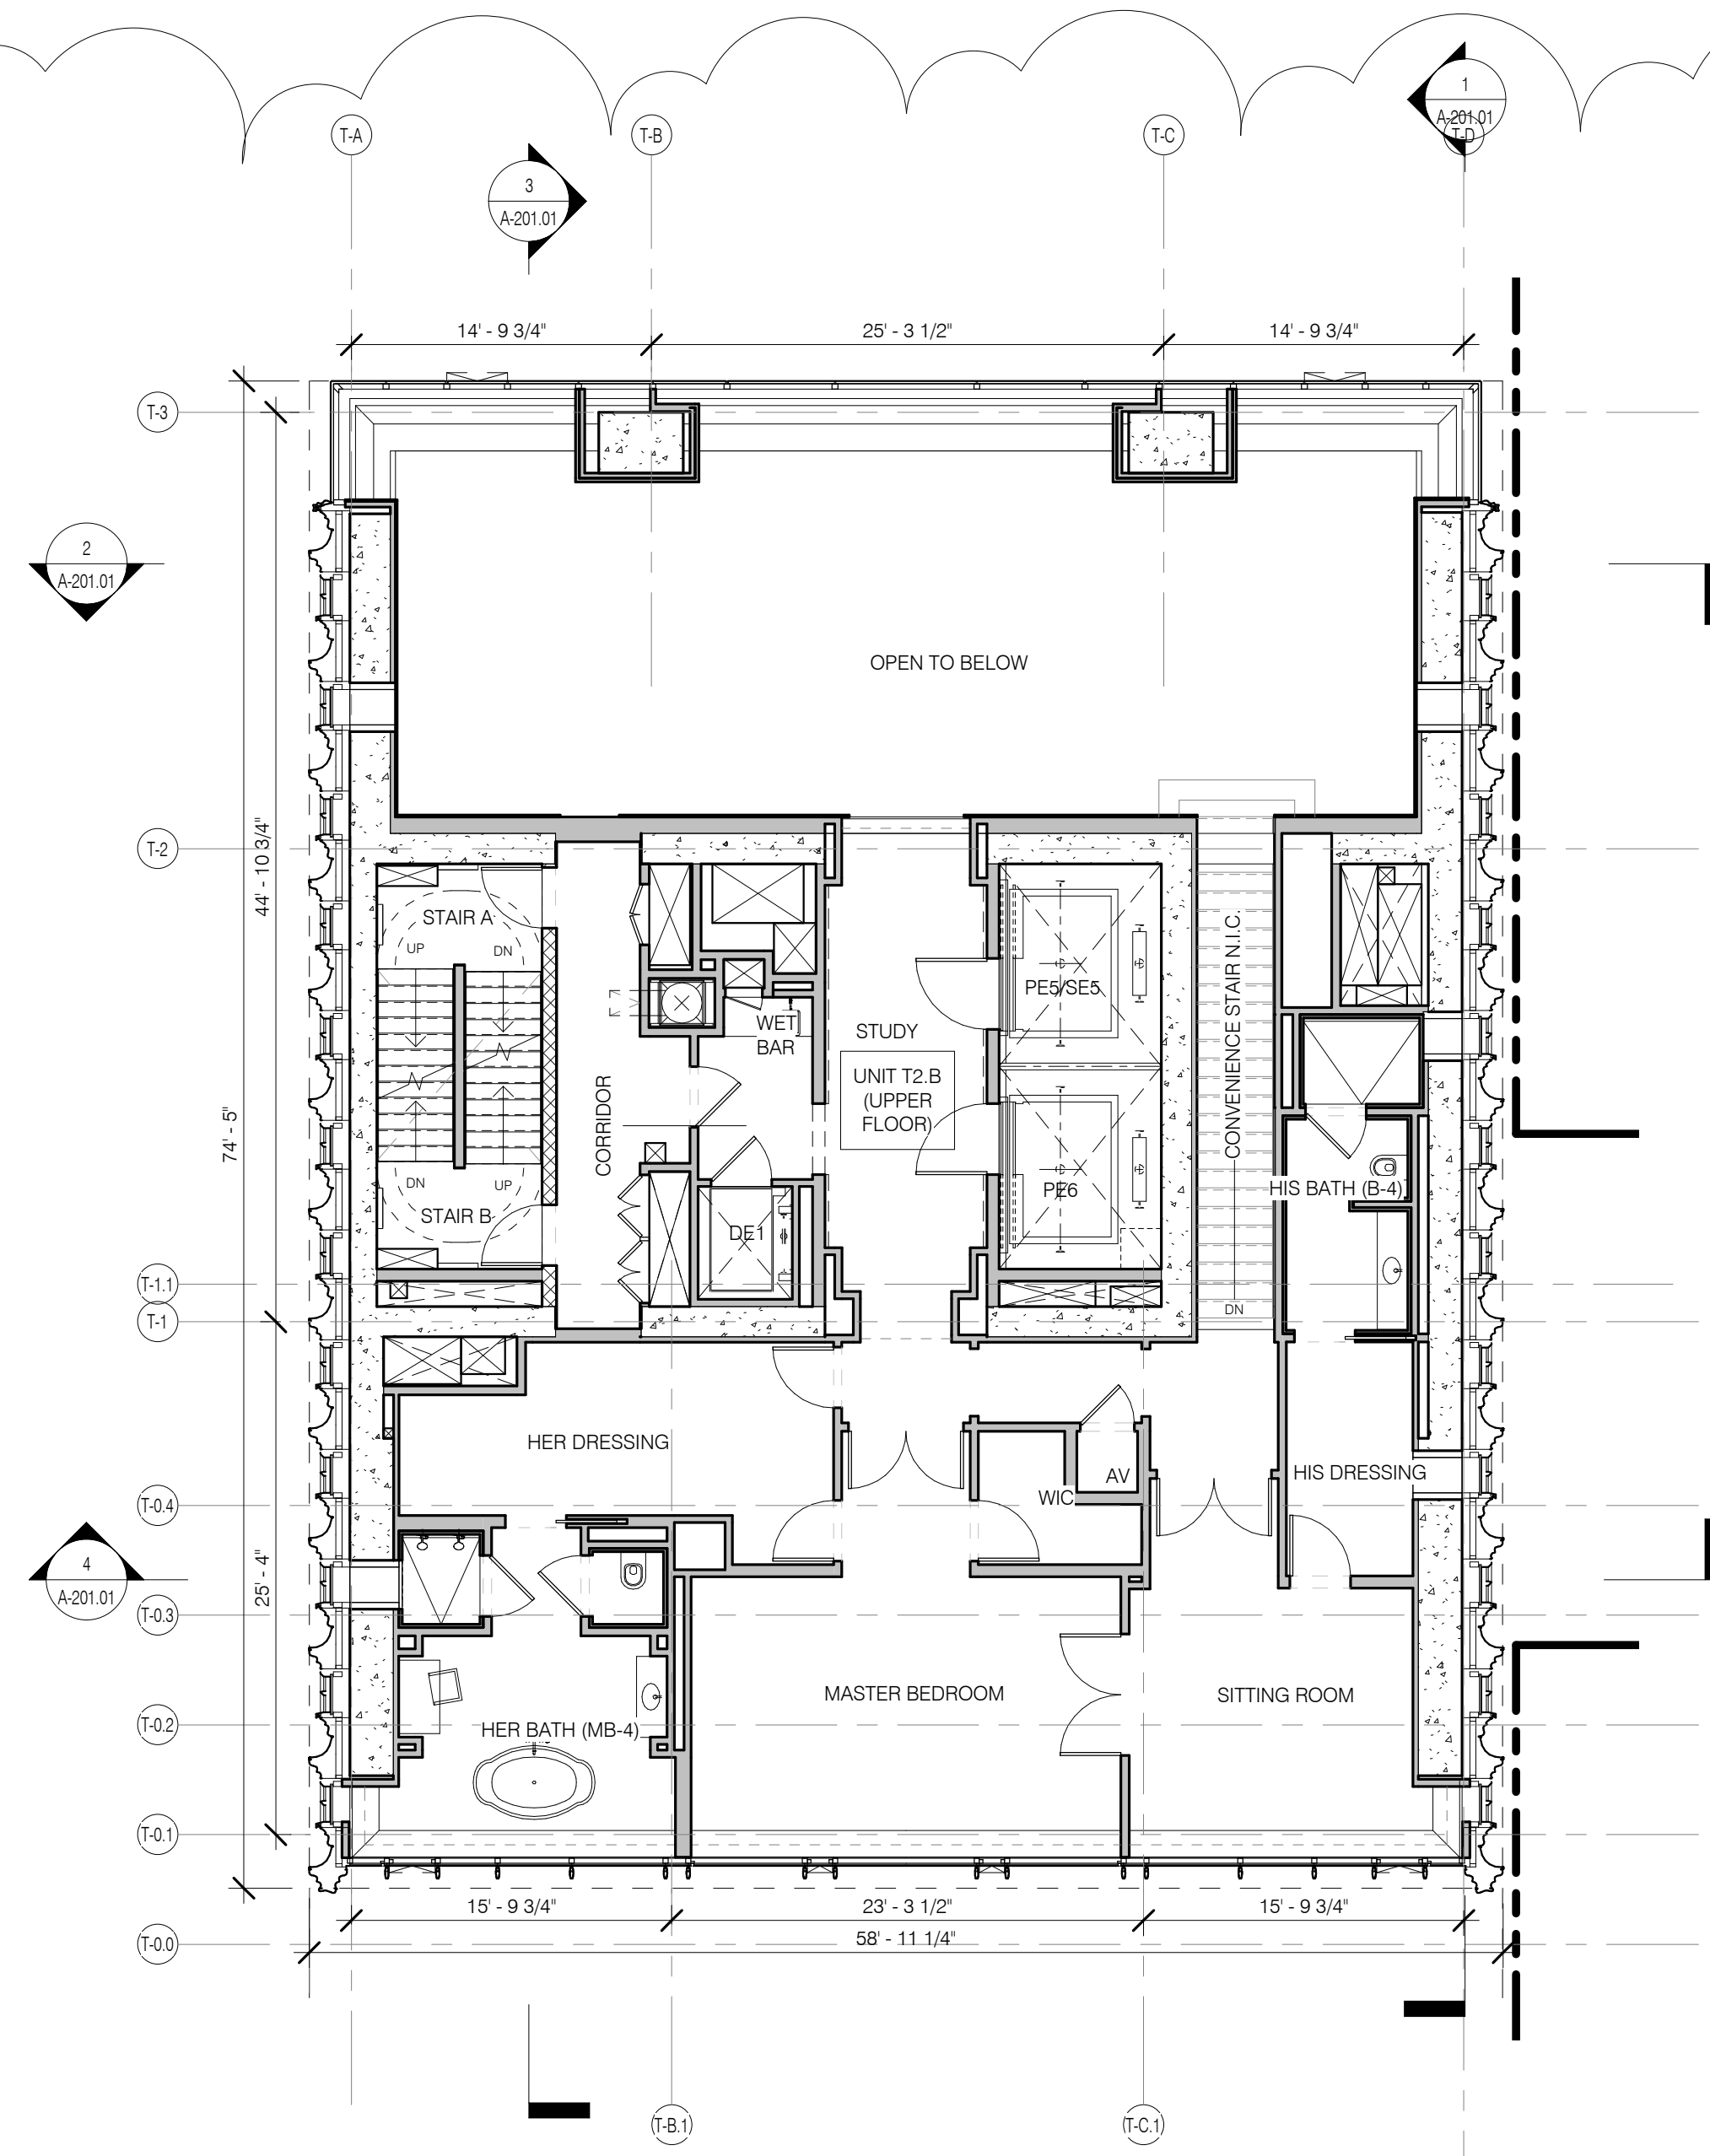 1
A-201.01
T-A
T-B
T-C
T-D
3
A-201.01
14' - 9 3/4"
25' - 3 1/2"
14' - 9 3/4"
T-3
2
A-201.01
OPEN TO BELOW
T-2
44' - 10 3/4"
74' - 5"
STAIR A
UP
DN
CORRIDOR
WET
BAR
STUDY
UNIT T2.B
(UPPER
FLOOR)
PE5/SE5
CONVENIENCE STAIR N.I.C.
DN
UP
STAIR B
DE1
PE6
HIS BATH (B-4)
T-1.1
T-1
DN
HER DRESSING
AV
HIS DRESSING
WIC
T-0.4
4
A-201.01
25' - 4"
T-0.3
MASTER BEDROOM
SITTING ROOM
T-0.2
HER BATH (MB-4)
T-0.1
15' - 9 3/4"
23' - 3 1/2"
15' - 9 3/4"
58' - 11 1/4"
T-0.0
T-B.1
T-C.1